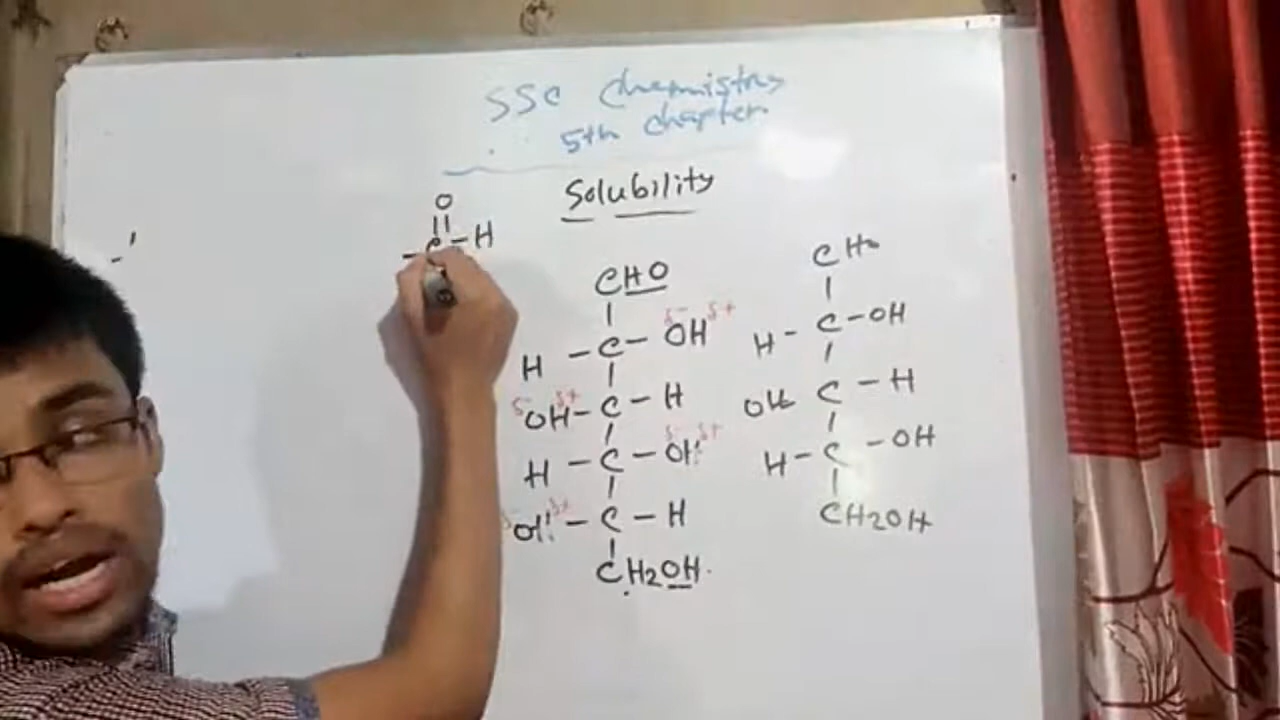 SSC Chemistry
5th chapter
Solubility
O
||
– C – H
CHO
|
H – C – OH δ- δ+
|
δ- δ+ OH – C – H
|
H – C – OH δ- δ+
|
δ- δ+ OH – C – H
|
CH2OH.
CHO
|
H – C – OH
|
OH – C – H
|
H – C – OH
|
CH2OH